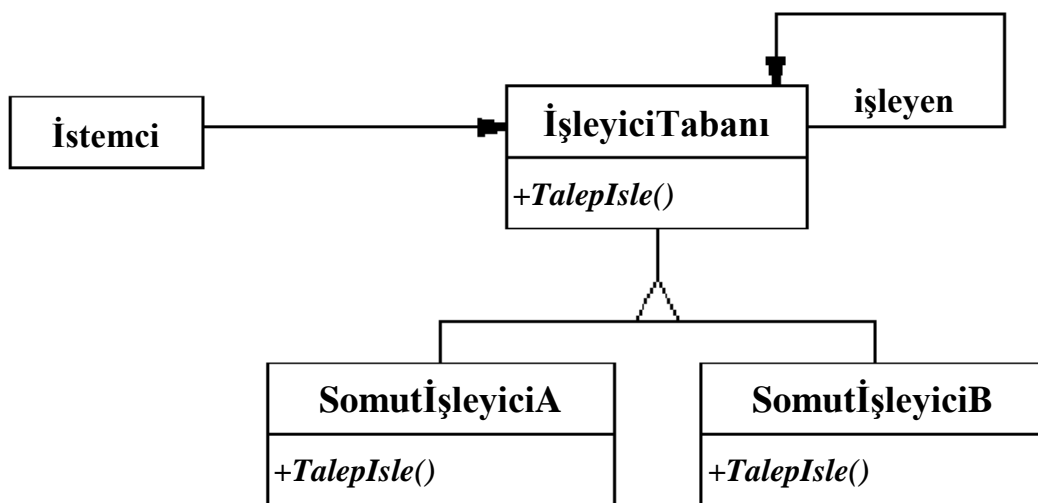 işleyen
İstemci
İşleyiciTabanı
+TalepIsle()
SomutİşleyiciA
SomutİşleyiciB
+TalepIsle()
+TalepIsle()